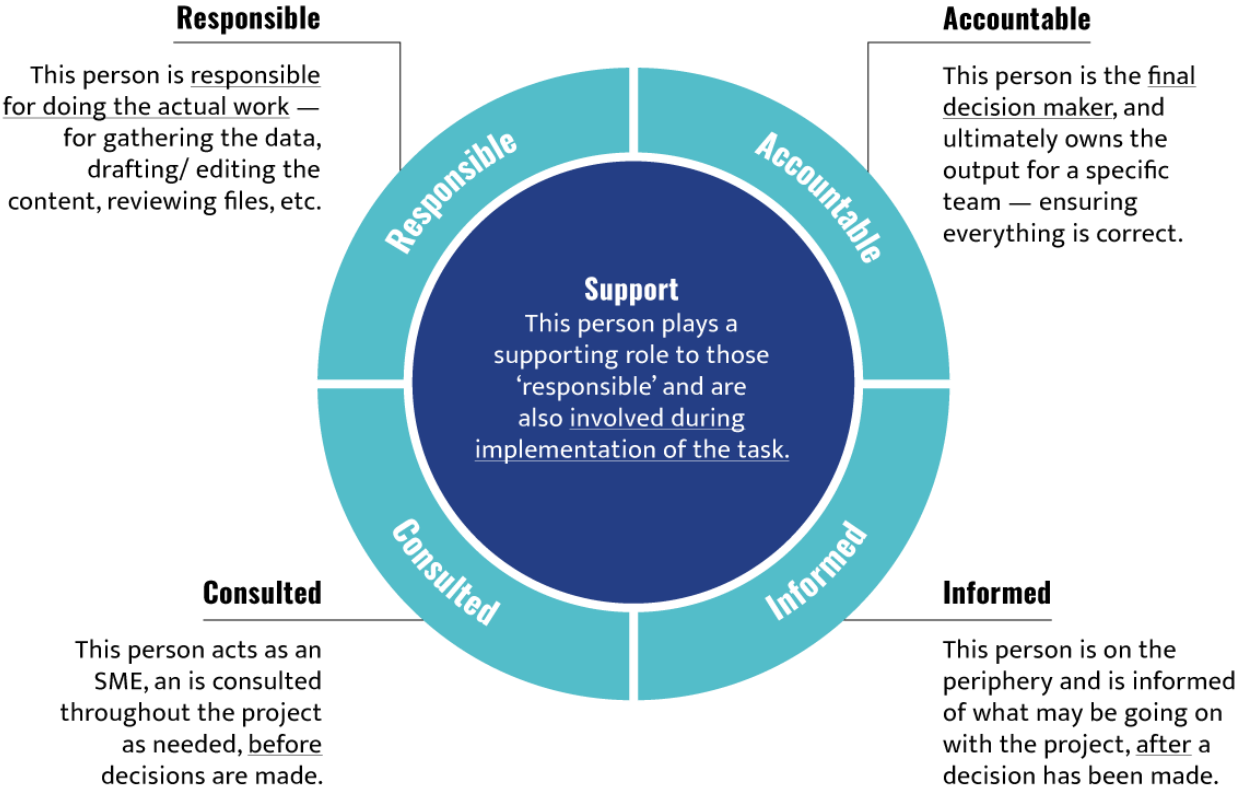 Responsible
This person is responsible
for doing the actual work —
for gathering the data,
drafting/ editing the
content, reviewing files, etc.
Accountable
This person is the final
decision maker, and
ultimately owns the
output for a specific
team — ensuring
everything is correct.
Responsible
Accountable
Support
This person plays a
supporting role to those
‘responsible’ and are
also involved during
implementation of the task.
Consulted
Informed
Consulted
This person acts as an
SME, an is consulted
throughout the project
as needed, before
decisions are made.
Informed
This person is on the
periphery and is informed
of what may be going on
with the project, after a
decision has been made.